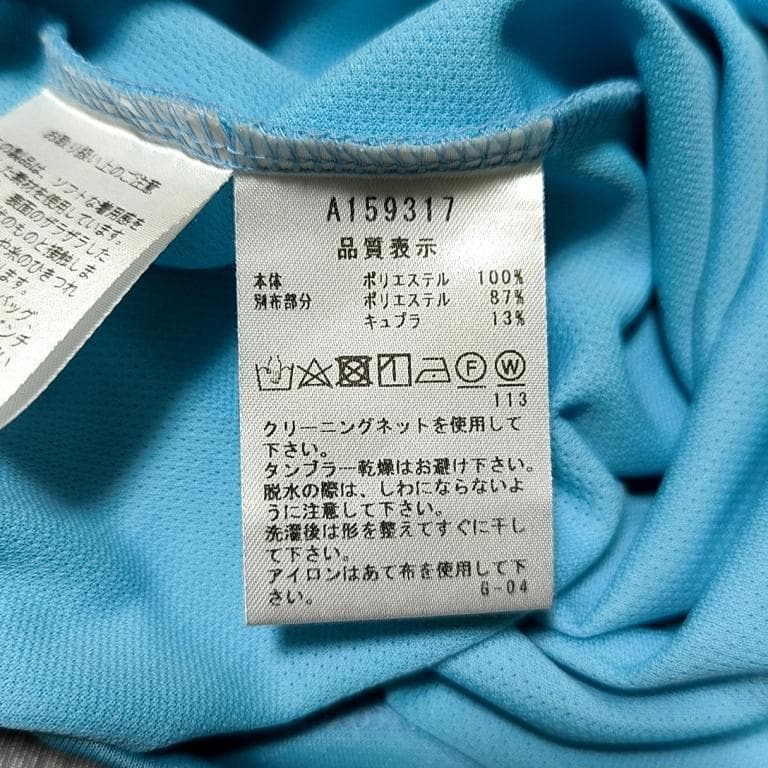 お取り扱い上のご注意
A159317
品質表示
本体 ポリエステル 100%
別布部分 ポリエステル 87%
キュプラ 13%
F W
113
クリーニングネットを使用して
下さい。
タンブラー乾燥はお避け下さい。
脱水の際は、しわにならないよ
うに注意して下さい。
洗濯後は形を整えてすぐに干し
て下さい。
アイロンはあて布を使用して下
さい。
G-04